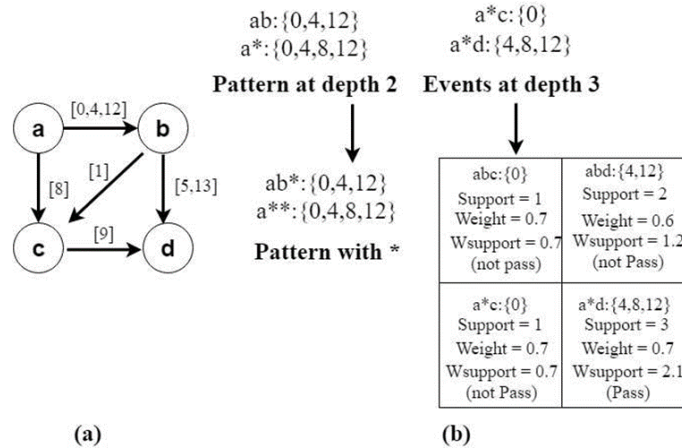 ab:{0,4,12}
a*:{0,4,8,12}
Pattern at depth 2
a*c:{0}
a*d:{4,8,12}
Events at depth 3
a
[0,4,12]
b
[8]
[1]
[5,13]
c
[9]
d
ab*:{0,4,12}
a**:{0,4,8,12}
Pattern with *
abc:{0}
Support = 1
Weight = 0.7
Wsupport = 0.7
(not pass)
abd:{4,12}
Support = 2
Weight = 0.6
Wsupport = 1.2
(not Pass)
a*c:{0}
Support = 1
Weight = 0.7
Wsupport = 0.7
(not Pass)
a*d:{4,8,12}
Support = 3
Weight = 0.7
Wsupport = 2.1
(Pass)
(a)
(b)